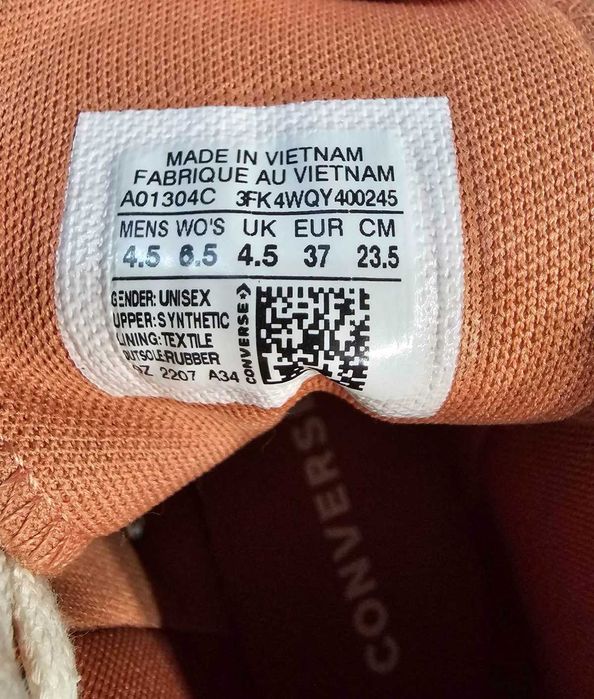 MADE IN VIETNAM
FABRIQUE AU VIETNAM
A01304C 3FK4WQY400245
MENS WO'S UK EUR CM
4.5 6.5 4.5 37 23.5
GENDER: UNISEX
UPPER: SYNTHETIC
LINING: TEXTILE
OUTSOLE: RUBBER
2207 A34
CONVERSE
CONVERS